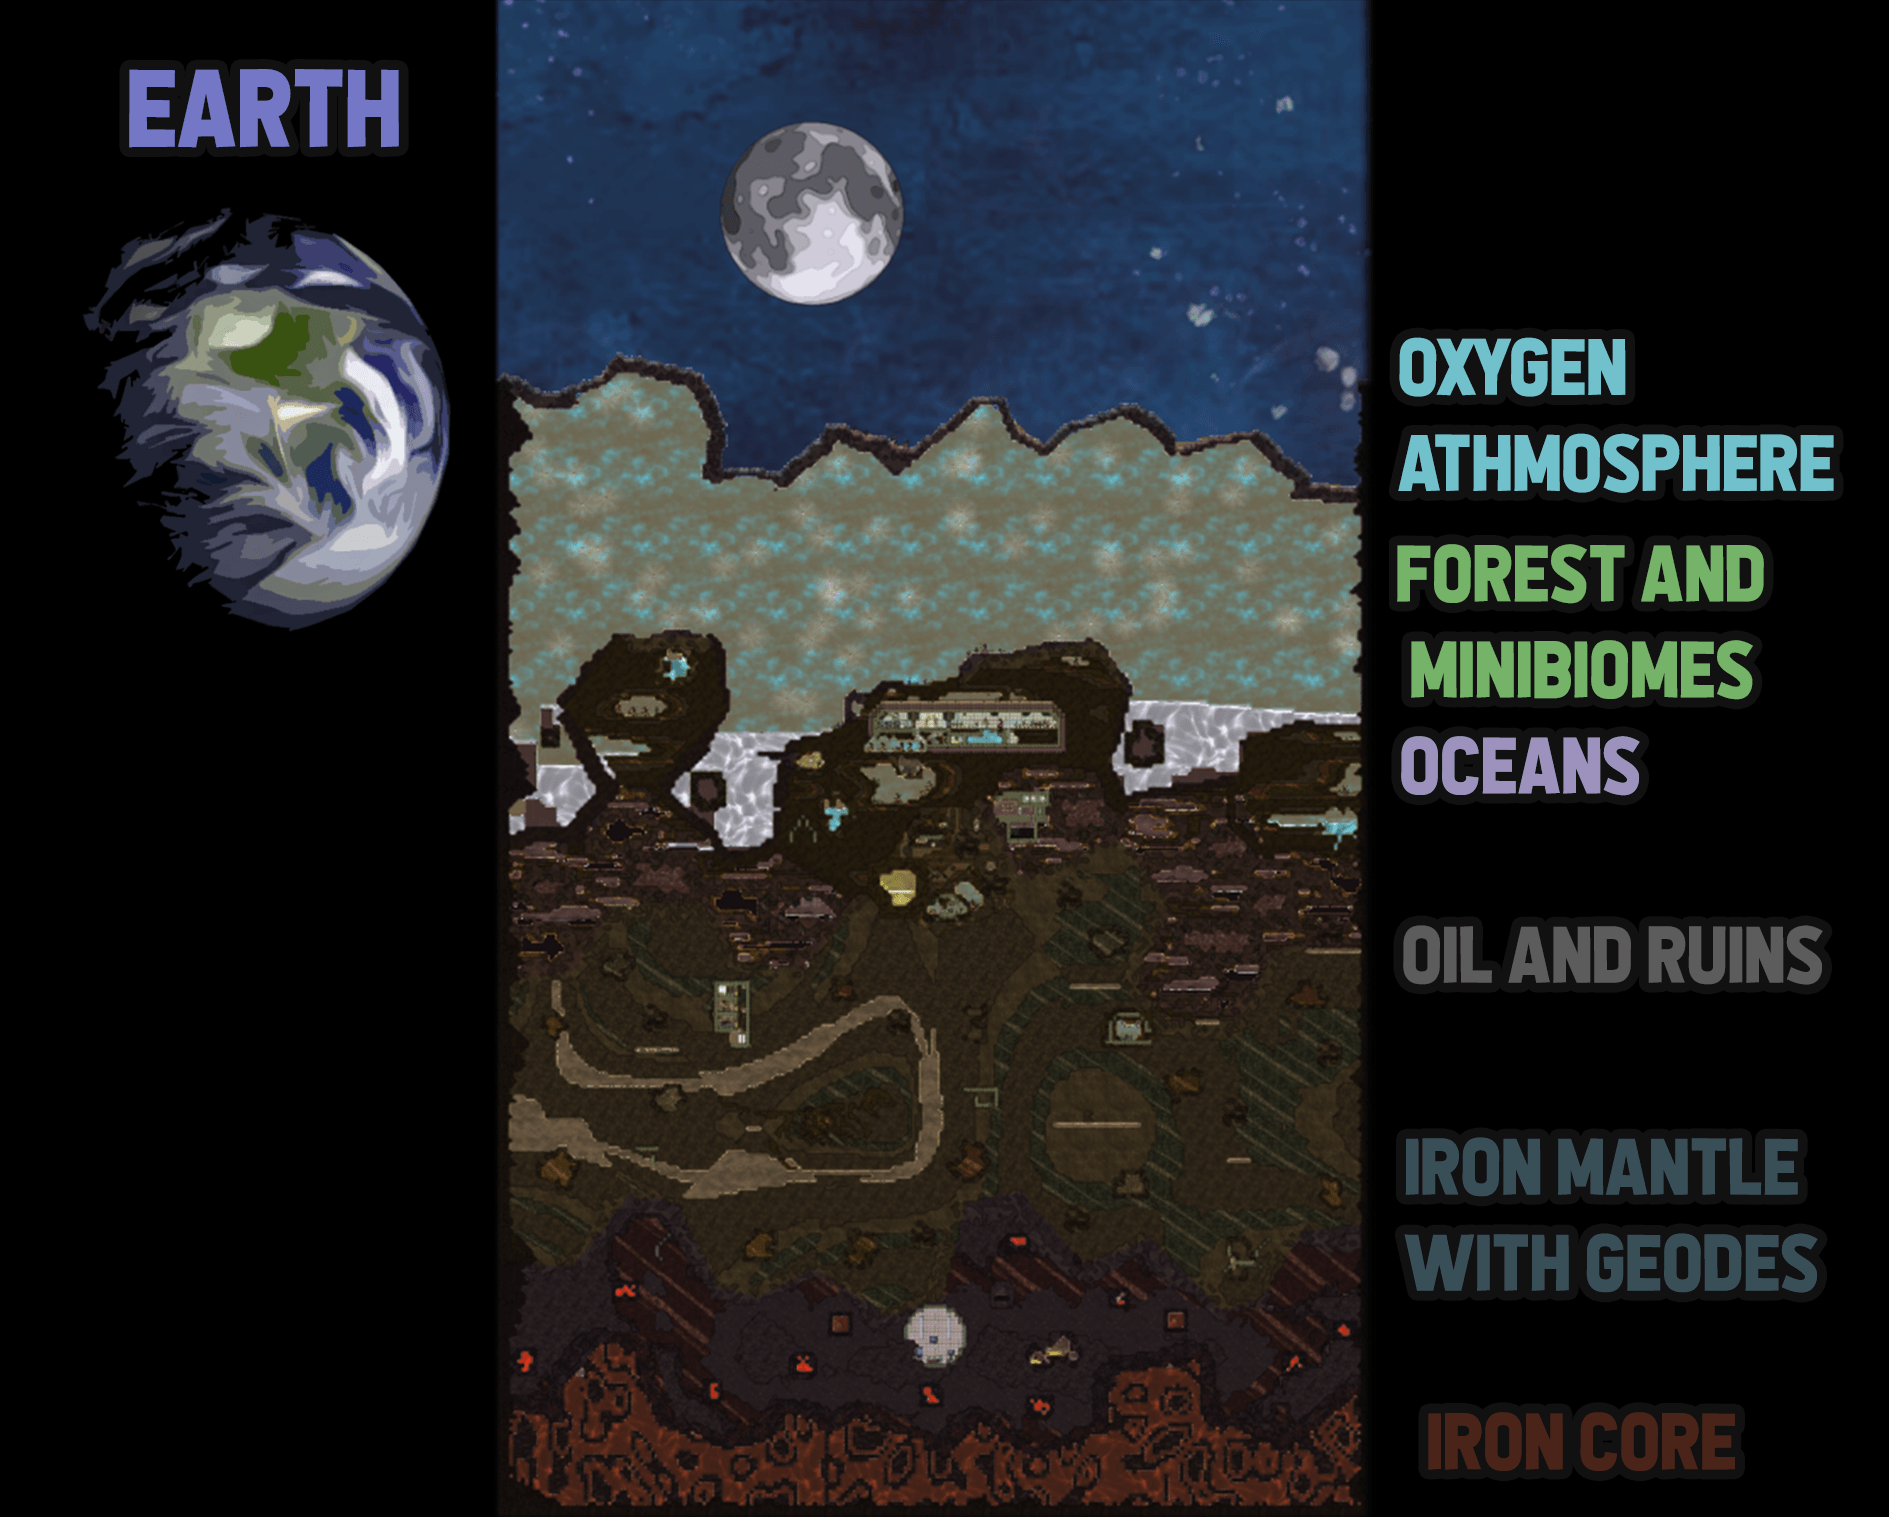 EARTH
OXYGEN
ATHMOSPHERE
FOREST AND
MINIBIOMES
OCEANS
OIL AND RUINS
IRON MANTLE
WITH GEODES
IRON CORE